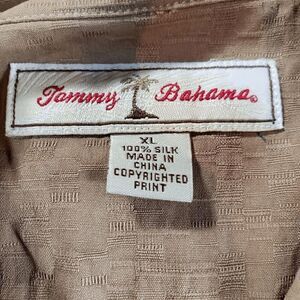 Tommy Bahama®
XL
100% SILK
MADE IN
CHINA
COPYRIGHTED
PRINT